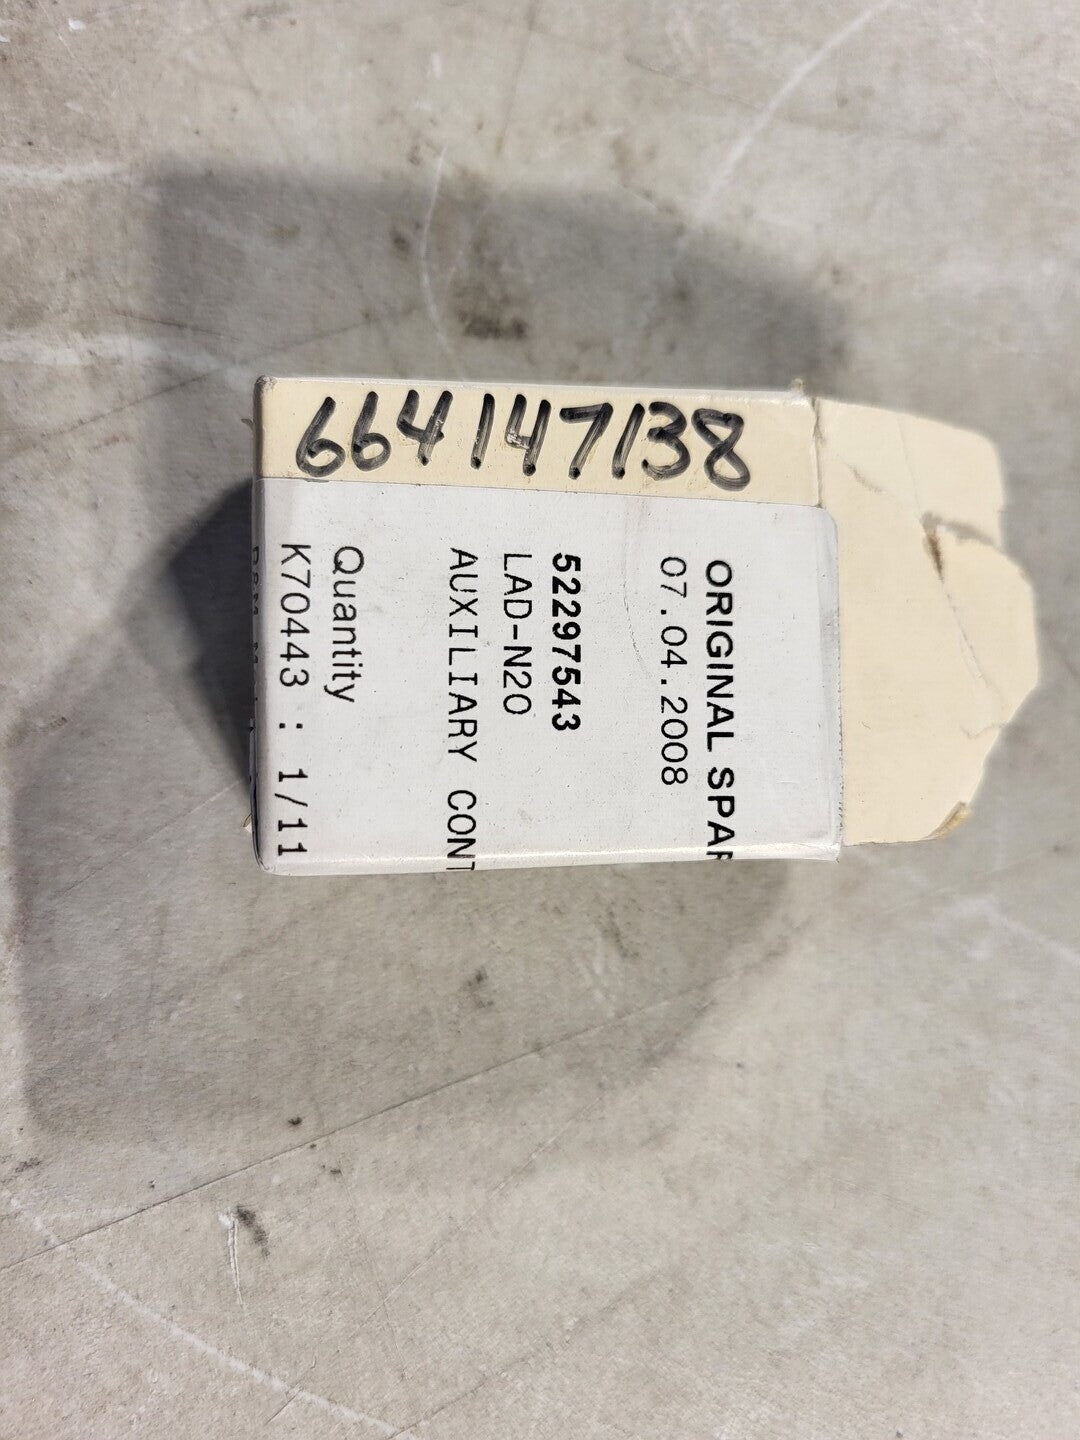 664147138
ORIGINAL SPAR
07.04.2008
52297543
LAD-N20
AUXILIARY CONT
Quantity
K70443 : 1/11